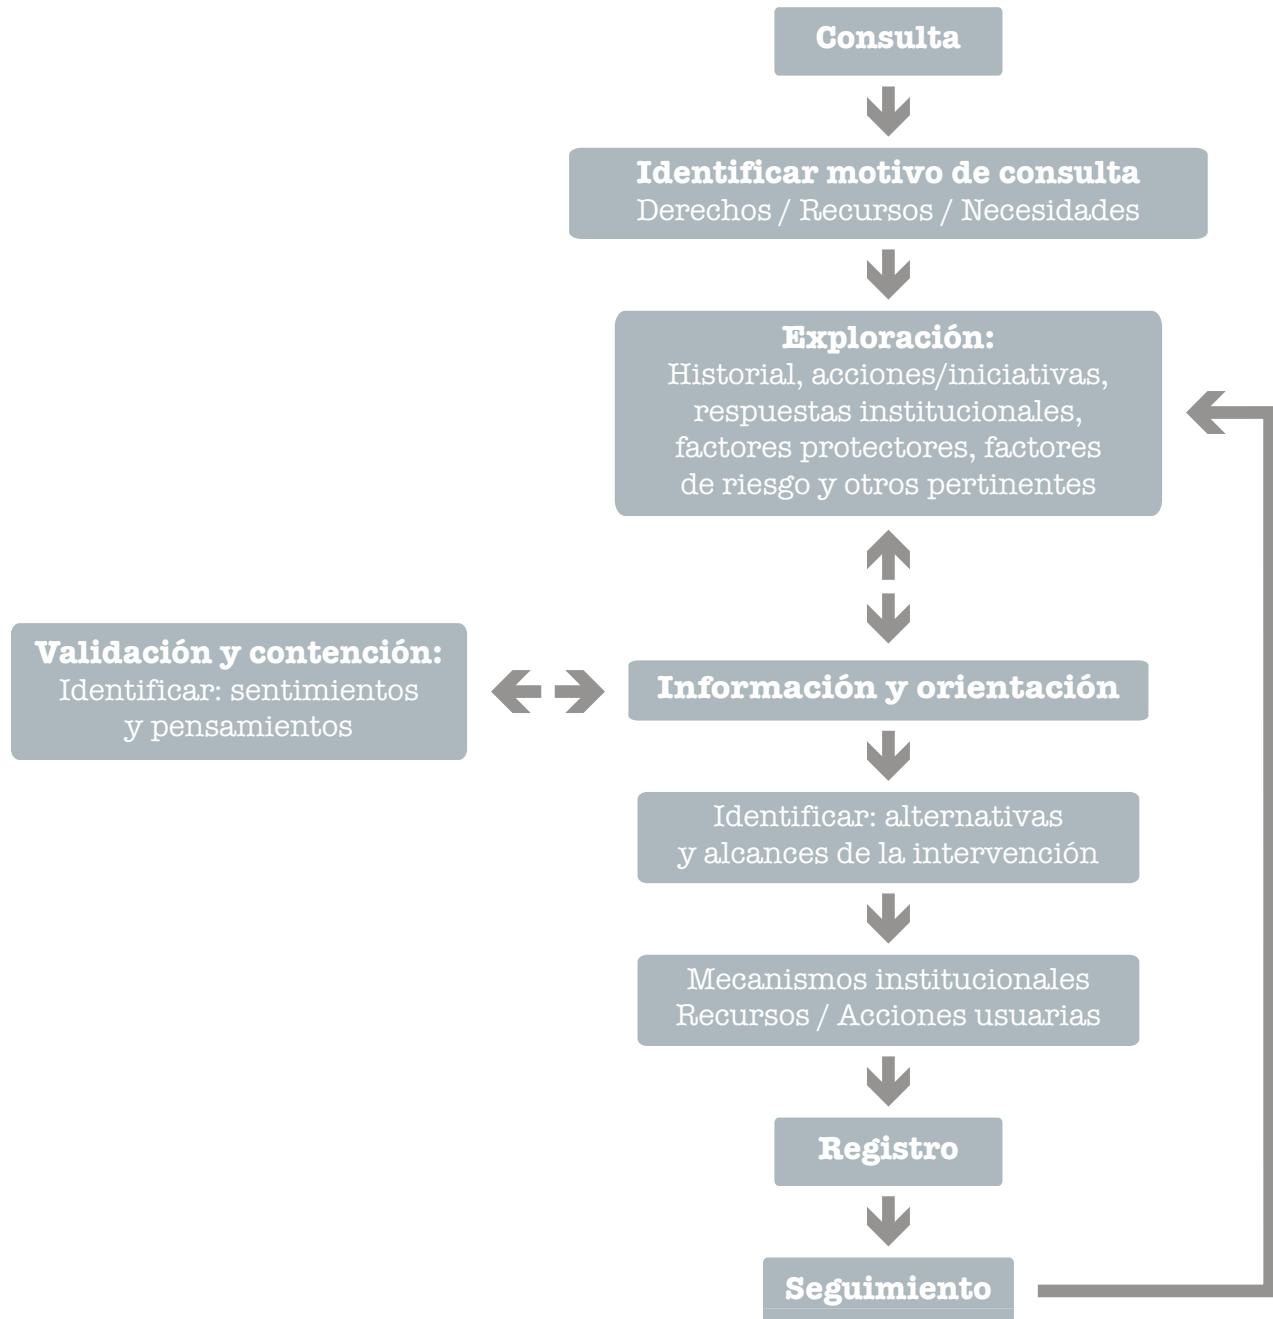 Consulta
Identificar motivo de consulta
Derechos / Recursos / Necesidades
Exploración:
Historial, acciones/iniciativas,
respuestas institucionales,
factores protectores, factores
de riesgo y otros pertinentes
Validación y contención:
Identificar: sentimientos
y pensamientos
Información y orientación
Identificar: alternativas
y alcances de la intervención
Mecanismos institucionales
Recursos / Acciones usuarias
Registro
Seguimiento